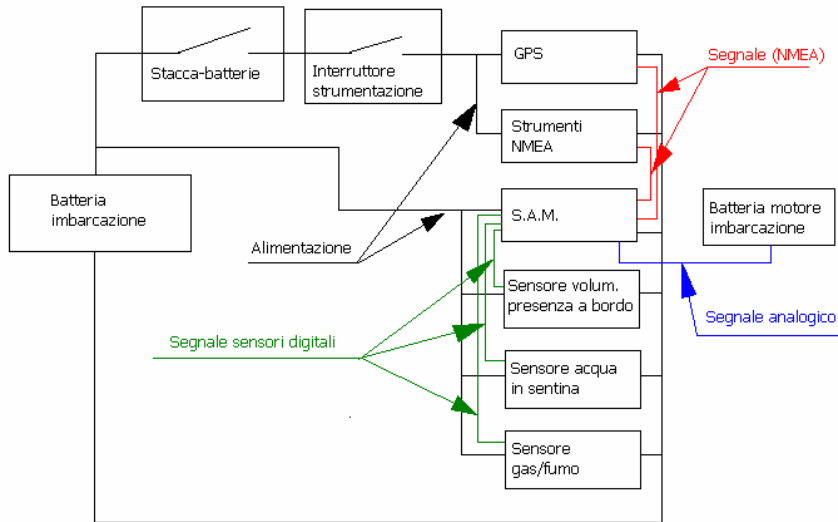 Stacca-batterie
Interruttore
strumentazione
GPS
Segnale (NMEA)
Strumenti
NMEA
Batteria
imbarcazione
S.A.M.
Batteria motore
imbarcazione
Alimentazione
Sensore volum.
presenza a bordo
Segnale analogico
Segnale sensori digitali
Sensore acqua
in sentina
Sensore
gas/fumo